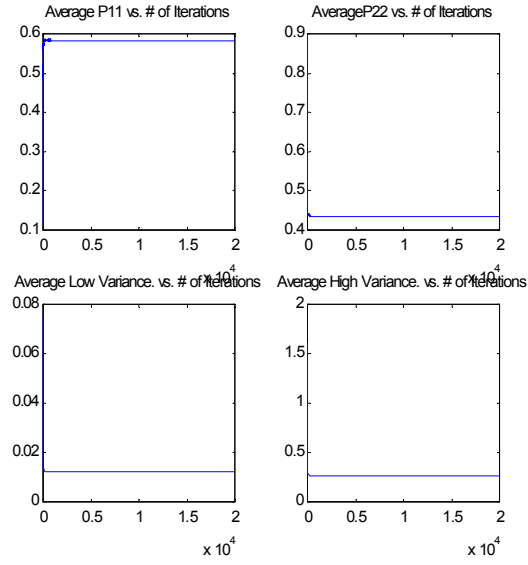 Average P11 vs. # of Iterations
AverageP22 vs. # of Iterations
0.6
0.5
0.4
0.3
0.2
0.1
0 0.5 1 1.5 2
x 10^4
0.9
0.8
0.7
0.6
0.5
0.4
0 0.5 1 1.5 2
x 10^4
Average Low Variance. vs. # of Iterations
Average High Variance. vs. # of Iterations
0.08
0.06
0.04
0.02
0
0 0.5 1 1.5 2
x 10^4
2
1.5
1
0.5
0
0 0.5 1 1.5 2
x 10^4